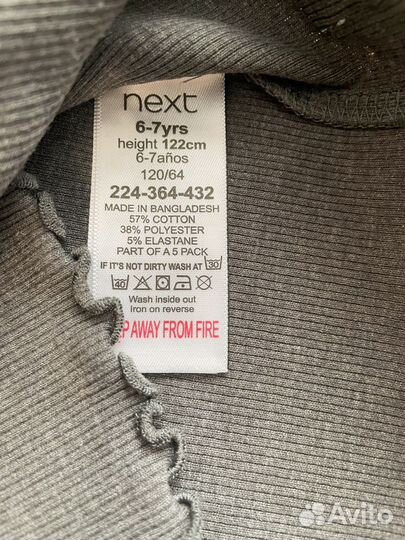 next
6-7yrs
height 122cm
6-7años
120/64
224-364-432
MADE IN BANGLADESH
57% COTTON
38% POLYESTER
5% ELASTANE
PART OF A 5 PACK
IF IT'S NOT DIRTY WASH AT 30
40
Wash inside out
Iron on reverse
P AWAY FROM FIRE
Avito